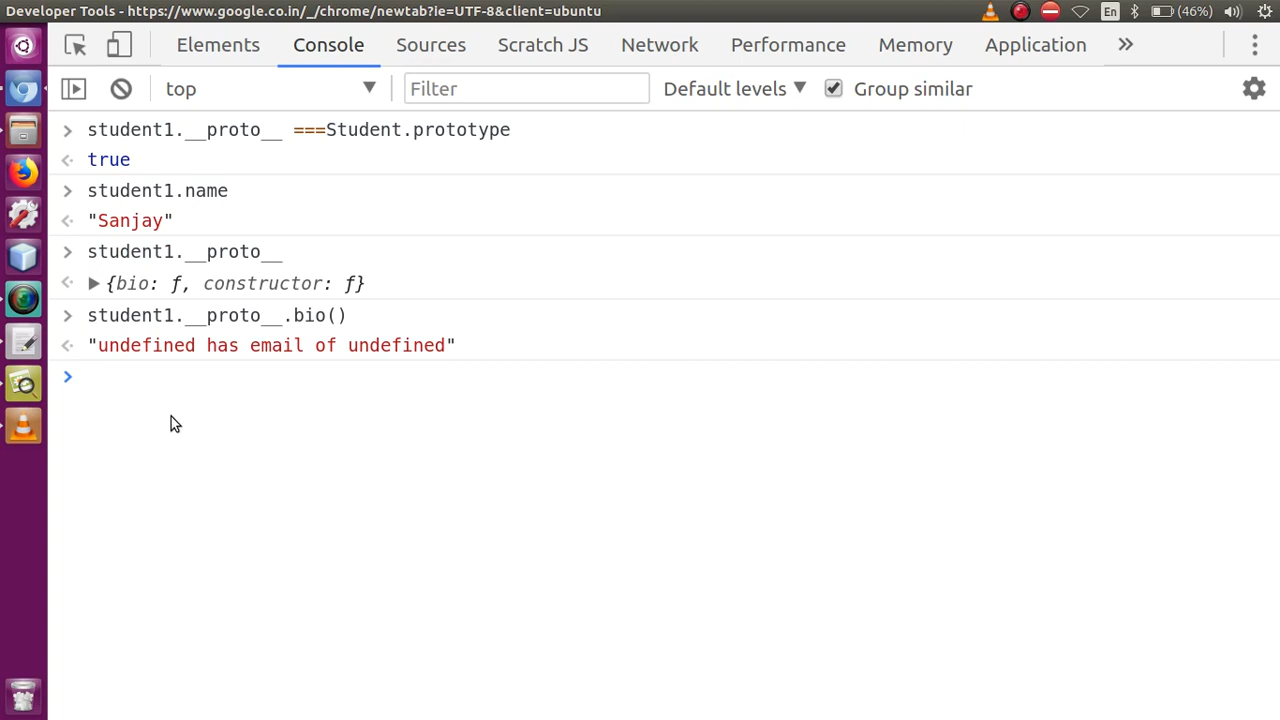 Developer Tools - https://www.google.co.in/_/chrome/newtab?ie=UTF-8&client=ubuntu En (46%)
Elements Console Sources Scratch JS Network Performance Memory Application »
top Filter Default levels Group similar
> student1.__proto__ ===Student.prototype
true
> student1.name
"Sanjay"
> student1.__proto__
{bio: ƒ, constructor: ƒ}
> student1.__proto__.bio()
"undefined has email of undefined"
>